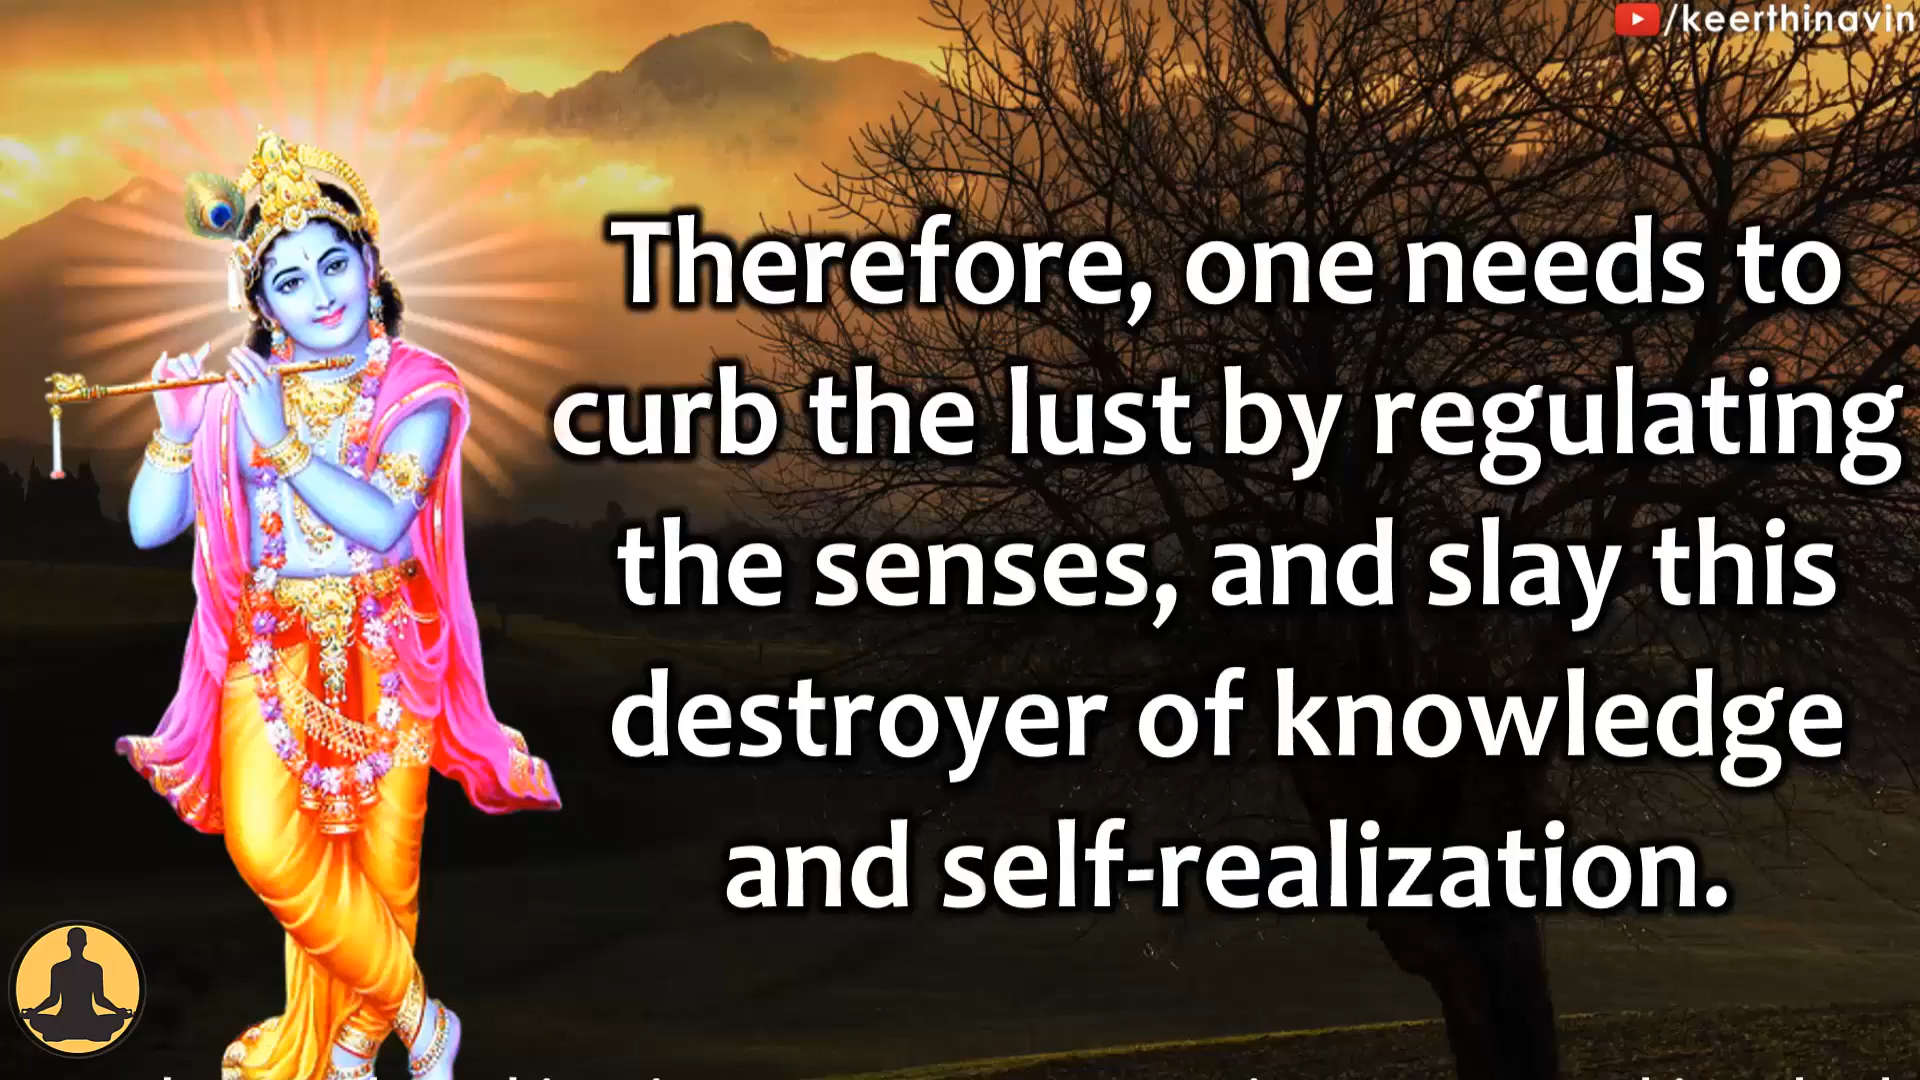 /keerthinavin
Therefore, one needs to
curb the lust by regulating
the senses, and slay this
destroyer of knowledge
and self-realization.